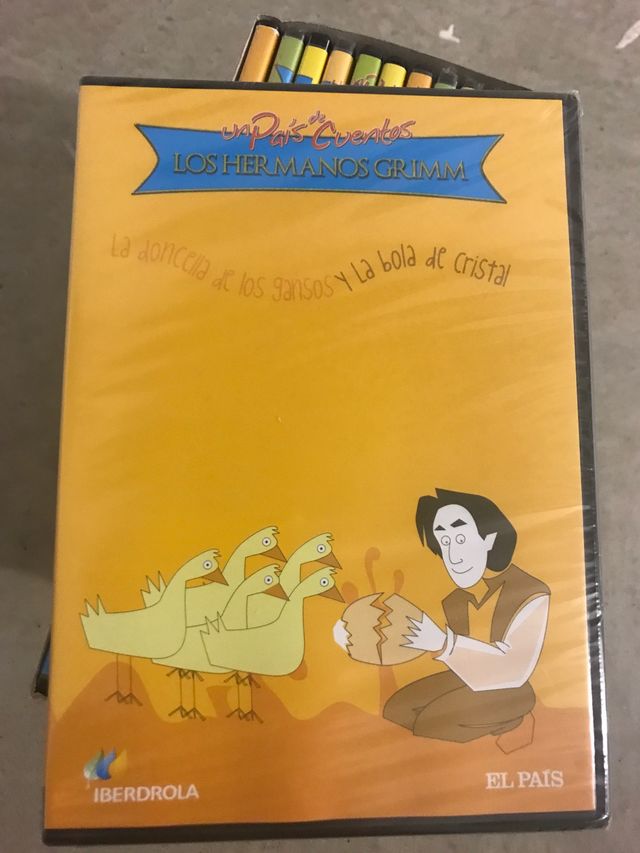 un País de Cuentos
LOS HERMANOS GRIMM
La doncella de los gansos y La bola de cristal
IBERDROLA
EL PAÍS